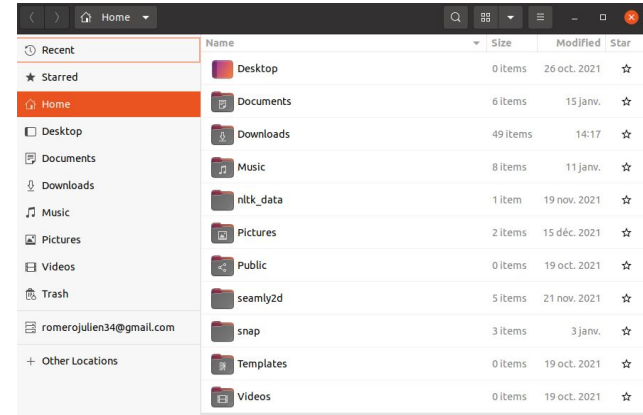 Home
Recent
Starred
Home
Desktop
Documents
Downloads
Music
Pictures
Videos
Trash
romerojulien34@gmail.com
+ Other Locations
Name Size Modified Star
Desktop 0 items 26 oct. 2021
Documents 6 items 15 janv.
Downloads 49 items 14:17
Music 8 items 11 janv.
nltk_data 1 item 19 nov. 2021
Pictures 2 items 15 déc. 2021
Public 0 items 19 oct. 2021
seamly2d 5 items 21 nov. 2021
snap 3 items 3 janv.
Templates 0 items 19 oct. 2021
Videos 0 items 19 oct. 2021